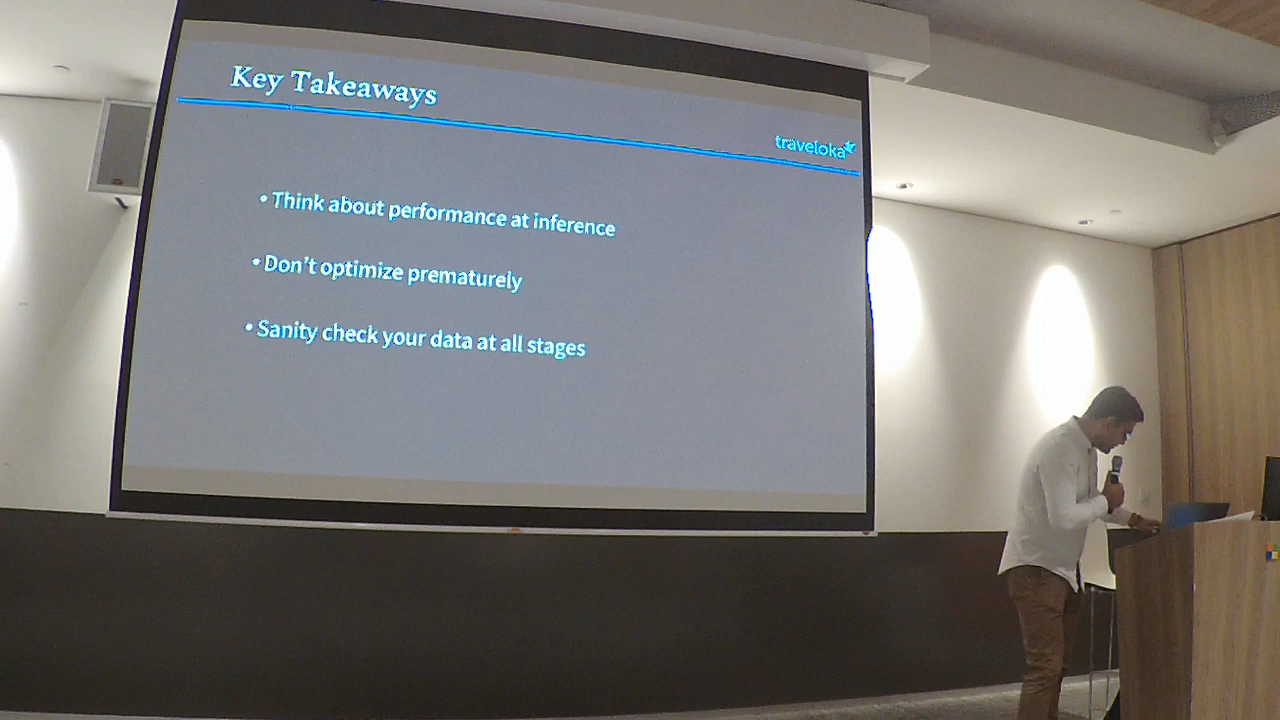 Key Takeaways
traveloka
• Think about performance at inference
• Don't optimize prematurely
• Sanity check your data at all stages